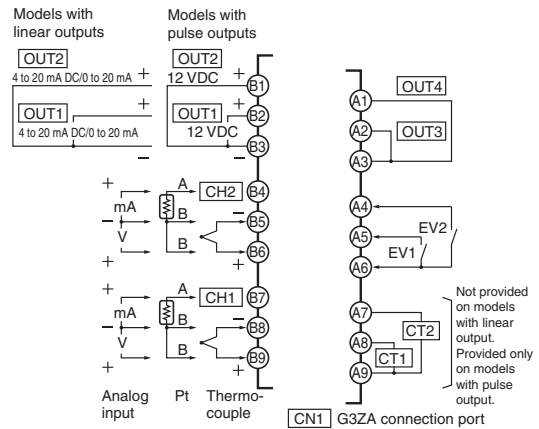 Models with
linear outputs
Models with
pulse outputs
OUT2
4 to 20 mA DC/0 to 20 mA
+
OUT2
12 VDC
+
B1
OUT1
4 to 20 mA DC/0 to 20 mA
+
OUT1
12 VDC
+
B2
–
–
B3
A1
OUT4
A2
OUT3
A3
+
mA
–
V
+
A
B
B
CH2
–
+
B4
B5
B6
A4
A5
A6
EV1
EV2
+
mA
–
V
+
A
B
B
CH1
–
+
B7
B8
B9
A7
A8
A9
CT2
CT1
Not provided
on models
with linear
output.
Provided only
on models
with pulse
output.
Analog
input
Pt
Thermo-
couple
CN1 G3ZA connection port